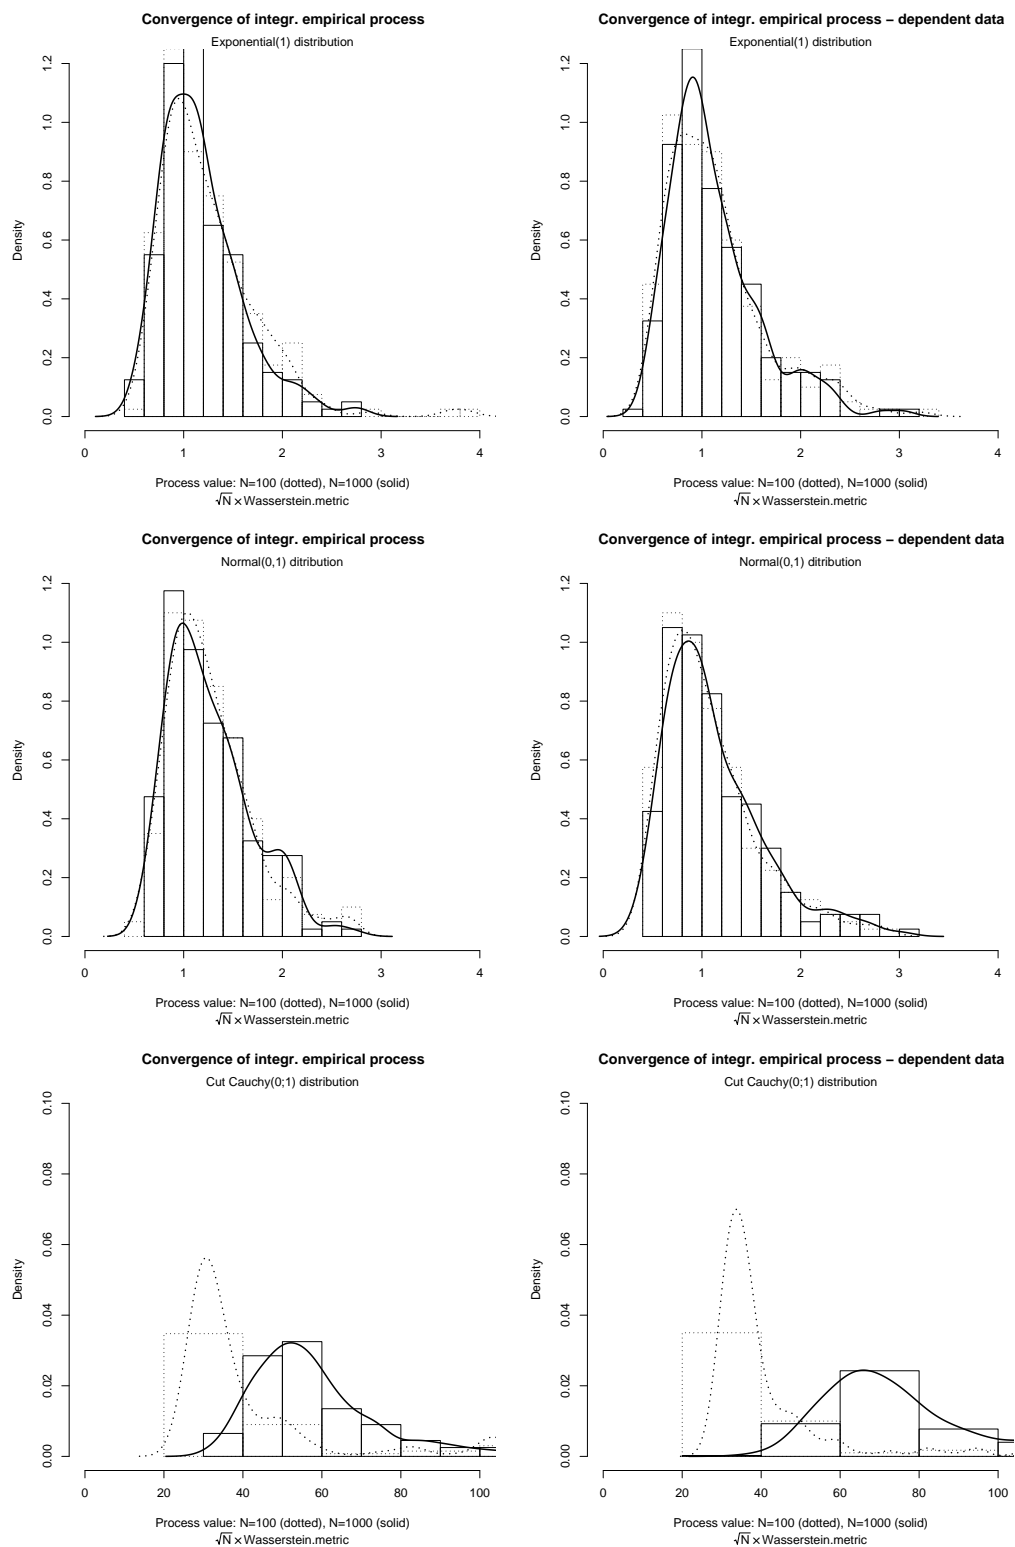 Convergence of integr. empirical process
Exponential(1) distribution
Density
0.0 0.2 0.4 0.6 0.8 1.0 1.2
0 1 2 3 4
Process value: N=100 (dotted), N=1000 (solid)
√N × Wasserstein.metric
Convergence of integr. empirical process − dependent data
Exponential(1) distribution
Density
0.0 0.2 0.4 0.6 0.8 1.0 1.2
0 1 2 3 4
Process value: N=100 (dotted), N=1000 (solid)
√N × Wasserstein.metric
Convergence of integr. empirical process
Normal(0,1) ditribution
Density
0.0 0.2 0.4 0.6 0.8 1.0 1.2
0 1 2 3 4
Process value: N=100 (dotted), N=1000 (solid)
√N × Wasserstein.metric
Convergence of integr. empirical process − dependent data
Normal(0,1) ditribution
Density
0.0 0.2 0.4 0.6 0.8 1.0 1.2
0 1 2 3 4
Process value: N=100 (dotted), N=1000 (solid)
√N × Wasserstein.metric
Convergence of integr. empirical process
Cut Cauchy(0;1) distribution
Density
0.00 0.02 0.04 0.06 0.08 0.10
0 20 40 60 80 100
Process value: N=100 (dotted), N=1000 (solid)
√N × Wasserstein.metric
Convergence of integr. empirical process − dependent data
Cut Cauchy(0;1) distribution
Density
0.00 0.02 0.04 0.06 0.08 0.10
0 20 40 60 80 100
Process value: N=100 (dotted), N=1000 (solid)
√N × Wasserstein.metric